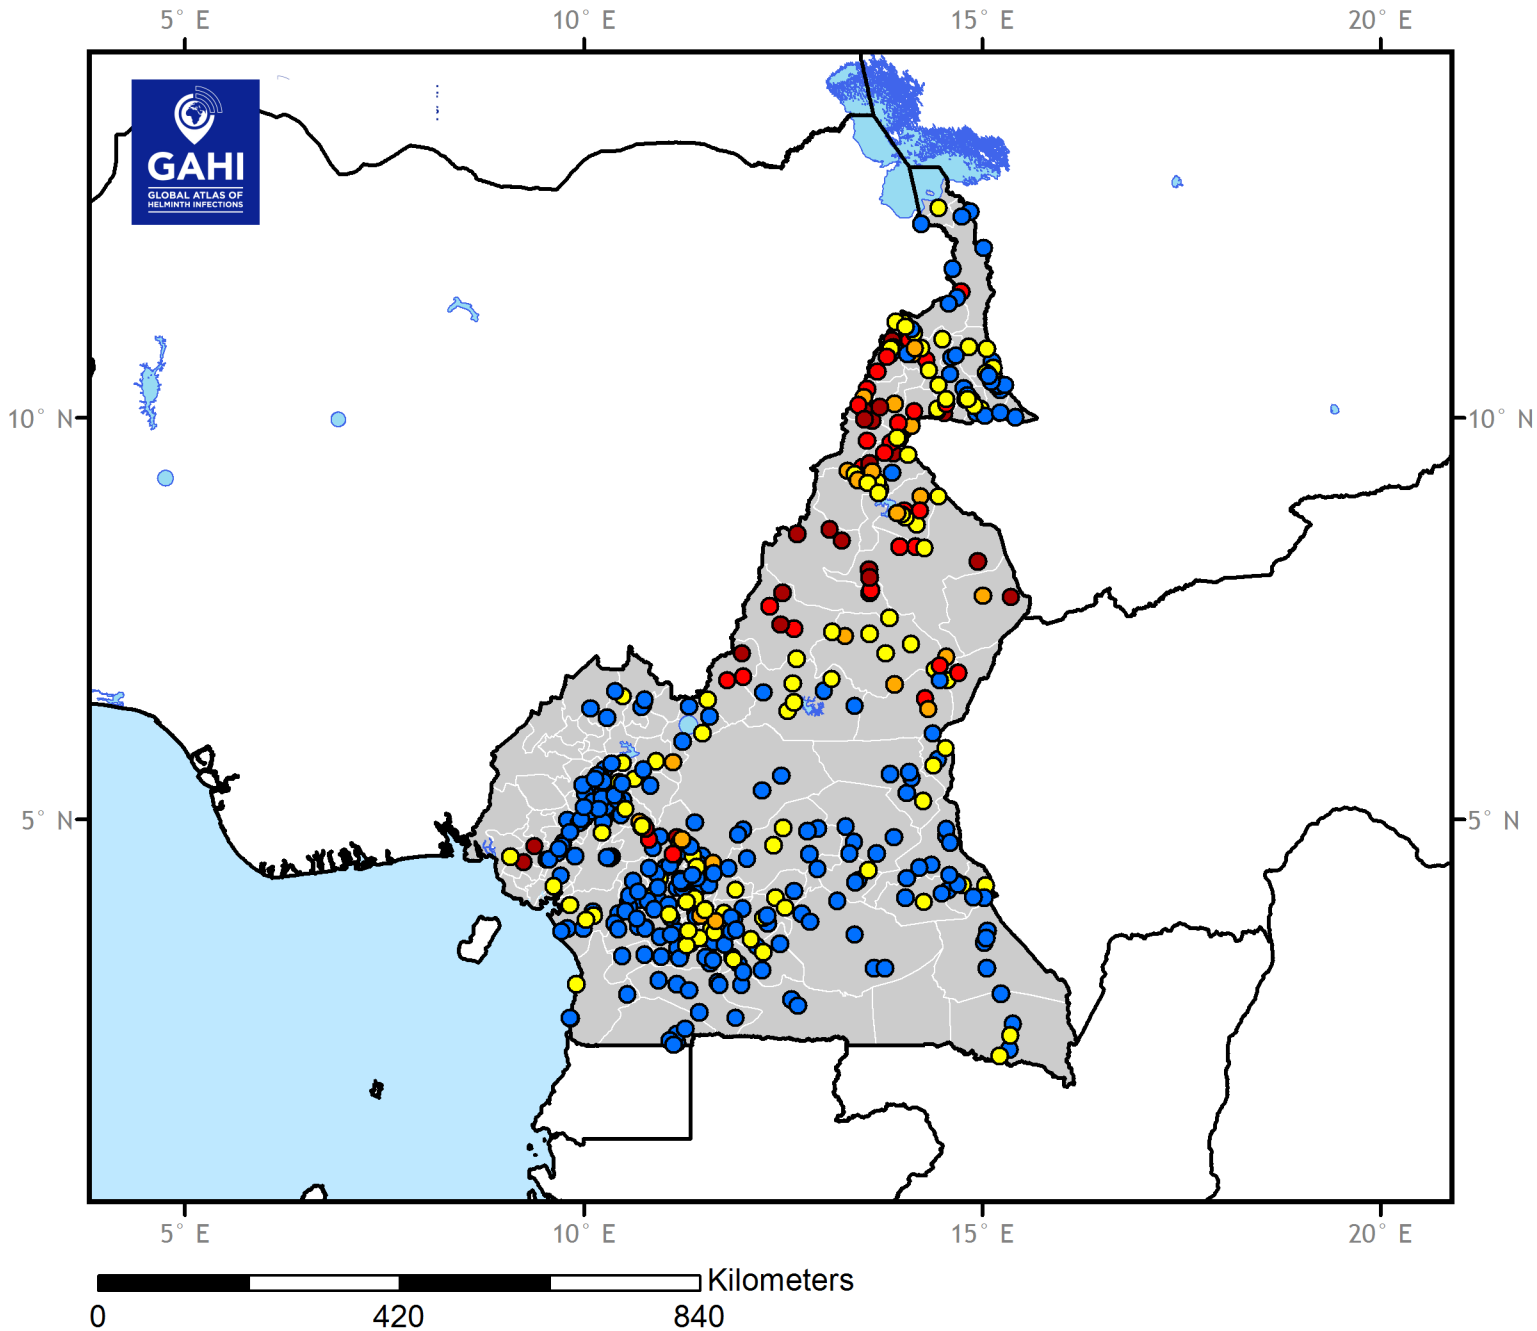 5° E
10° E
15° E
20° E
GAHI
GLOBAL ATLAS OF
HELMINTH INFECTIONS
10° N
10° N
5° N
5° N
5° E
10° E
15° E
20° E
Kilometers
0
420
840